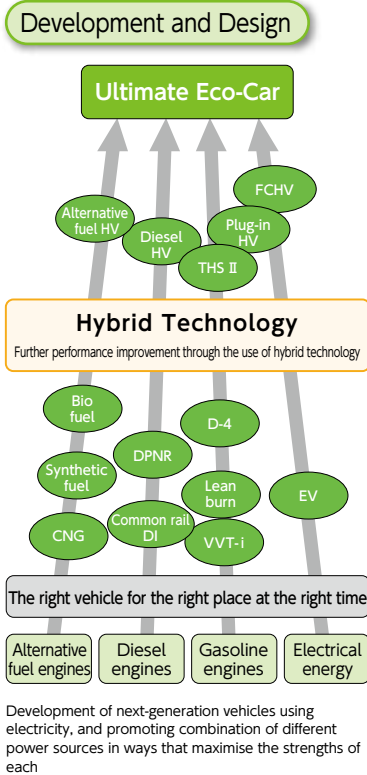 Development and Design
Ultimate Eco-Car
FCHV
Alternative
fuel HV
Plug-in
HV
Diesel
HV
THS II
Hybrid Technology
Further performance improvement through the use of hybrid technology
Bio
fuel
D-4
DPNR
Synthetic
fuel
Lean
burn
EV
Common rail
DI
CNG
VVT-i
The right vehicle for the right place at the right time
Alternative
fuel engines
Diesel
engines
Gasoline
engines
Electrical
energy
Development of next-generation vehicles using
electricity, and promoting combination of different
power sources in ways that maximise the strengths of
each